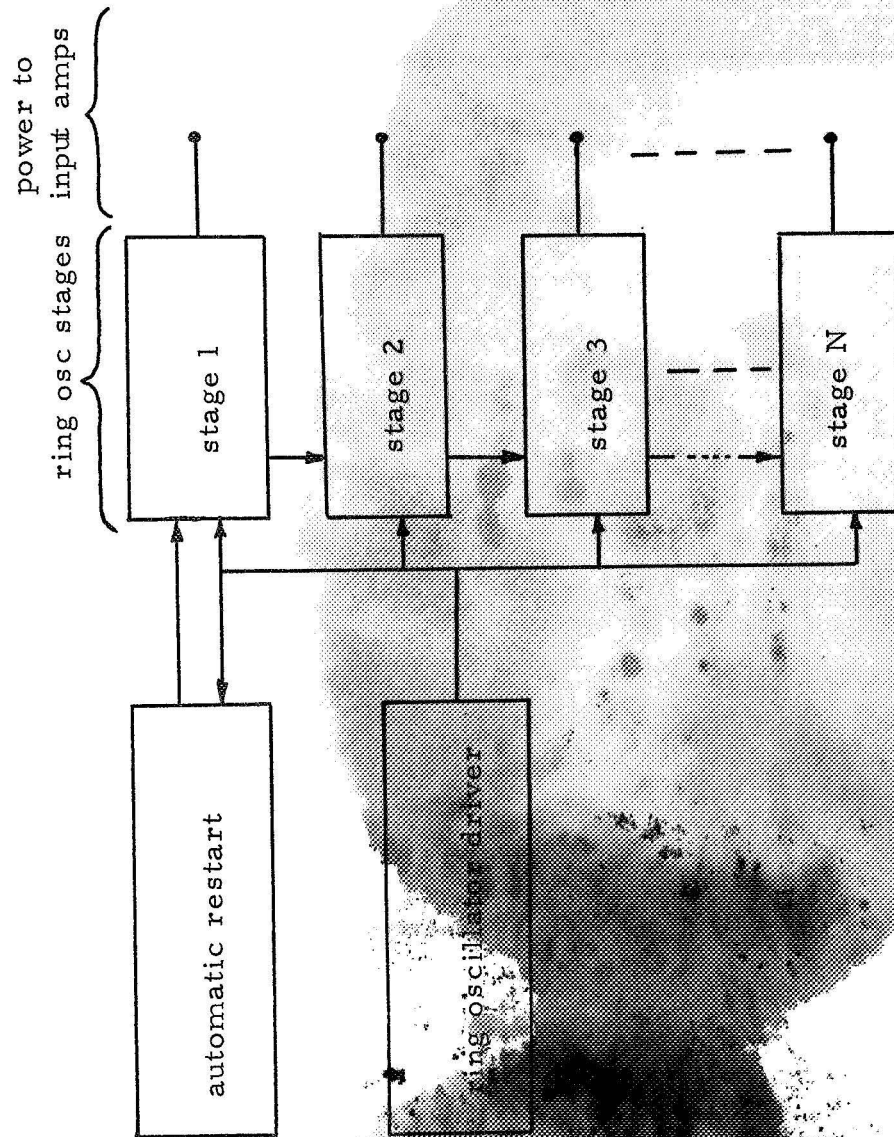 power to
input amps
ring osc stages
stage 1
stage 2
stage 3
stage N
automatic restart
ring oscillator driver